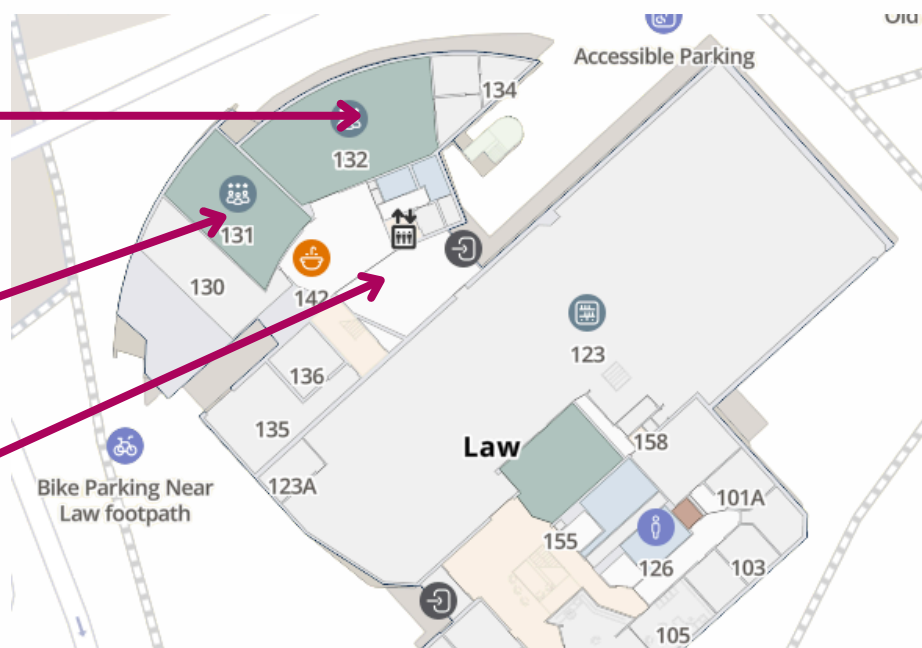 Old
Accessible Parking
134
132
131
130
142
123
136
135
158
Law
123A
101A
Bike Parking Near
Law footpath
155
126
103
105